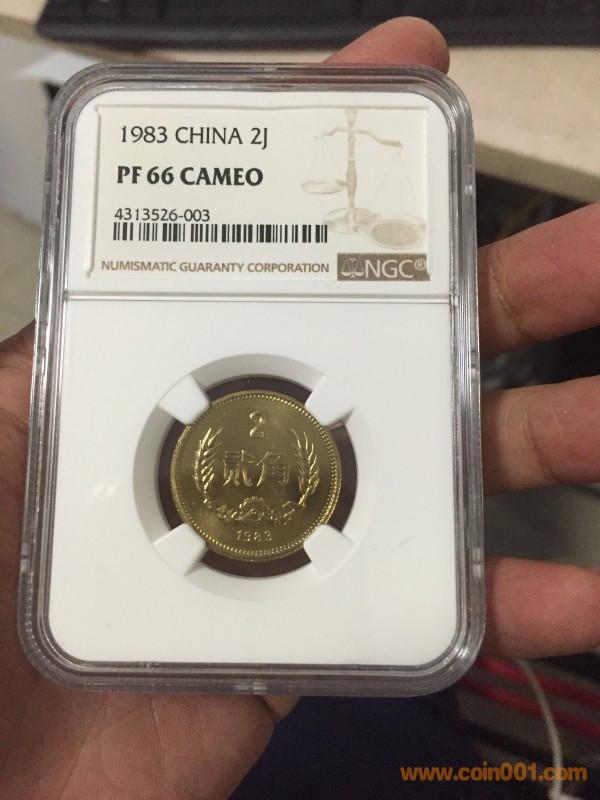 1983 CHINA 2J
PF 66 CAMEO
4313526-003
NUMISMATIC GUARANTY CORPORATION
NGC®
2
贰角
1983
www.coin001.com